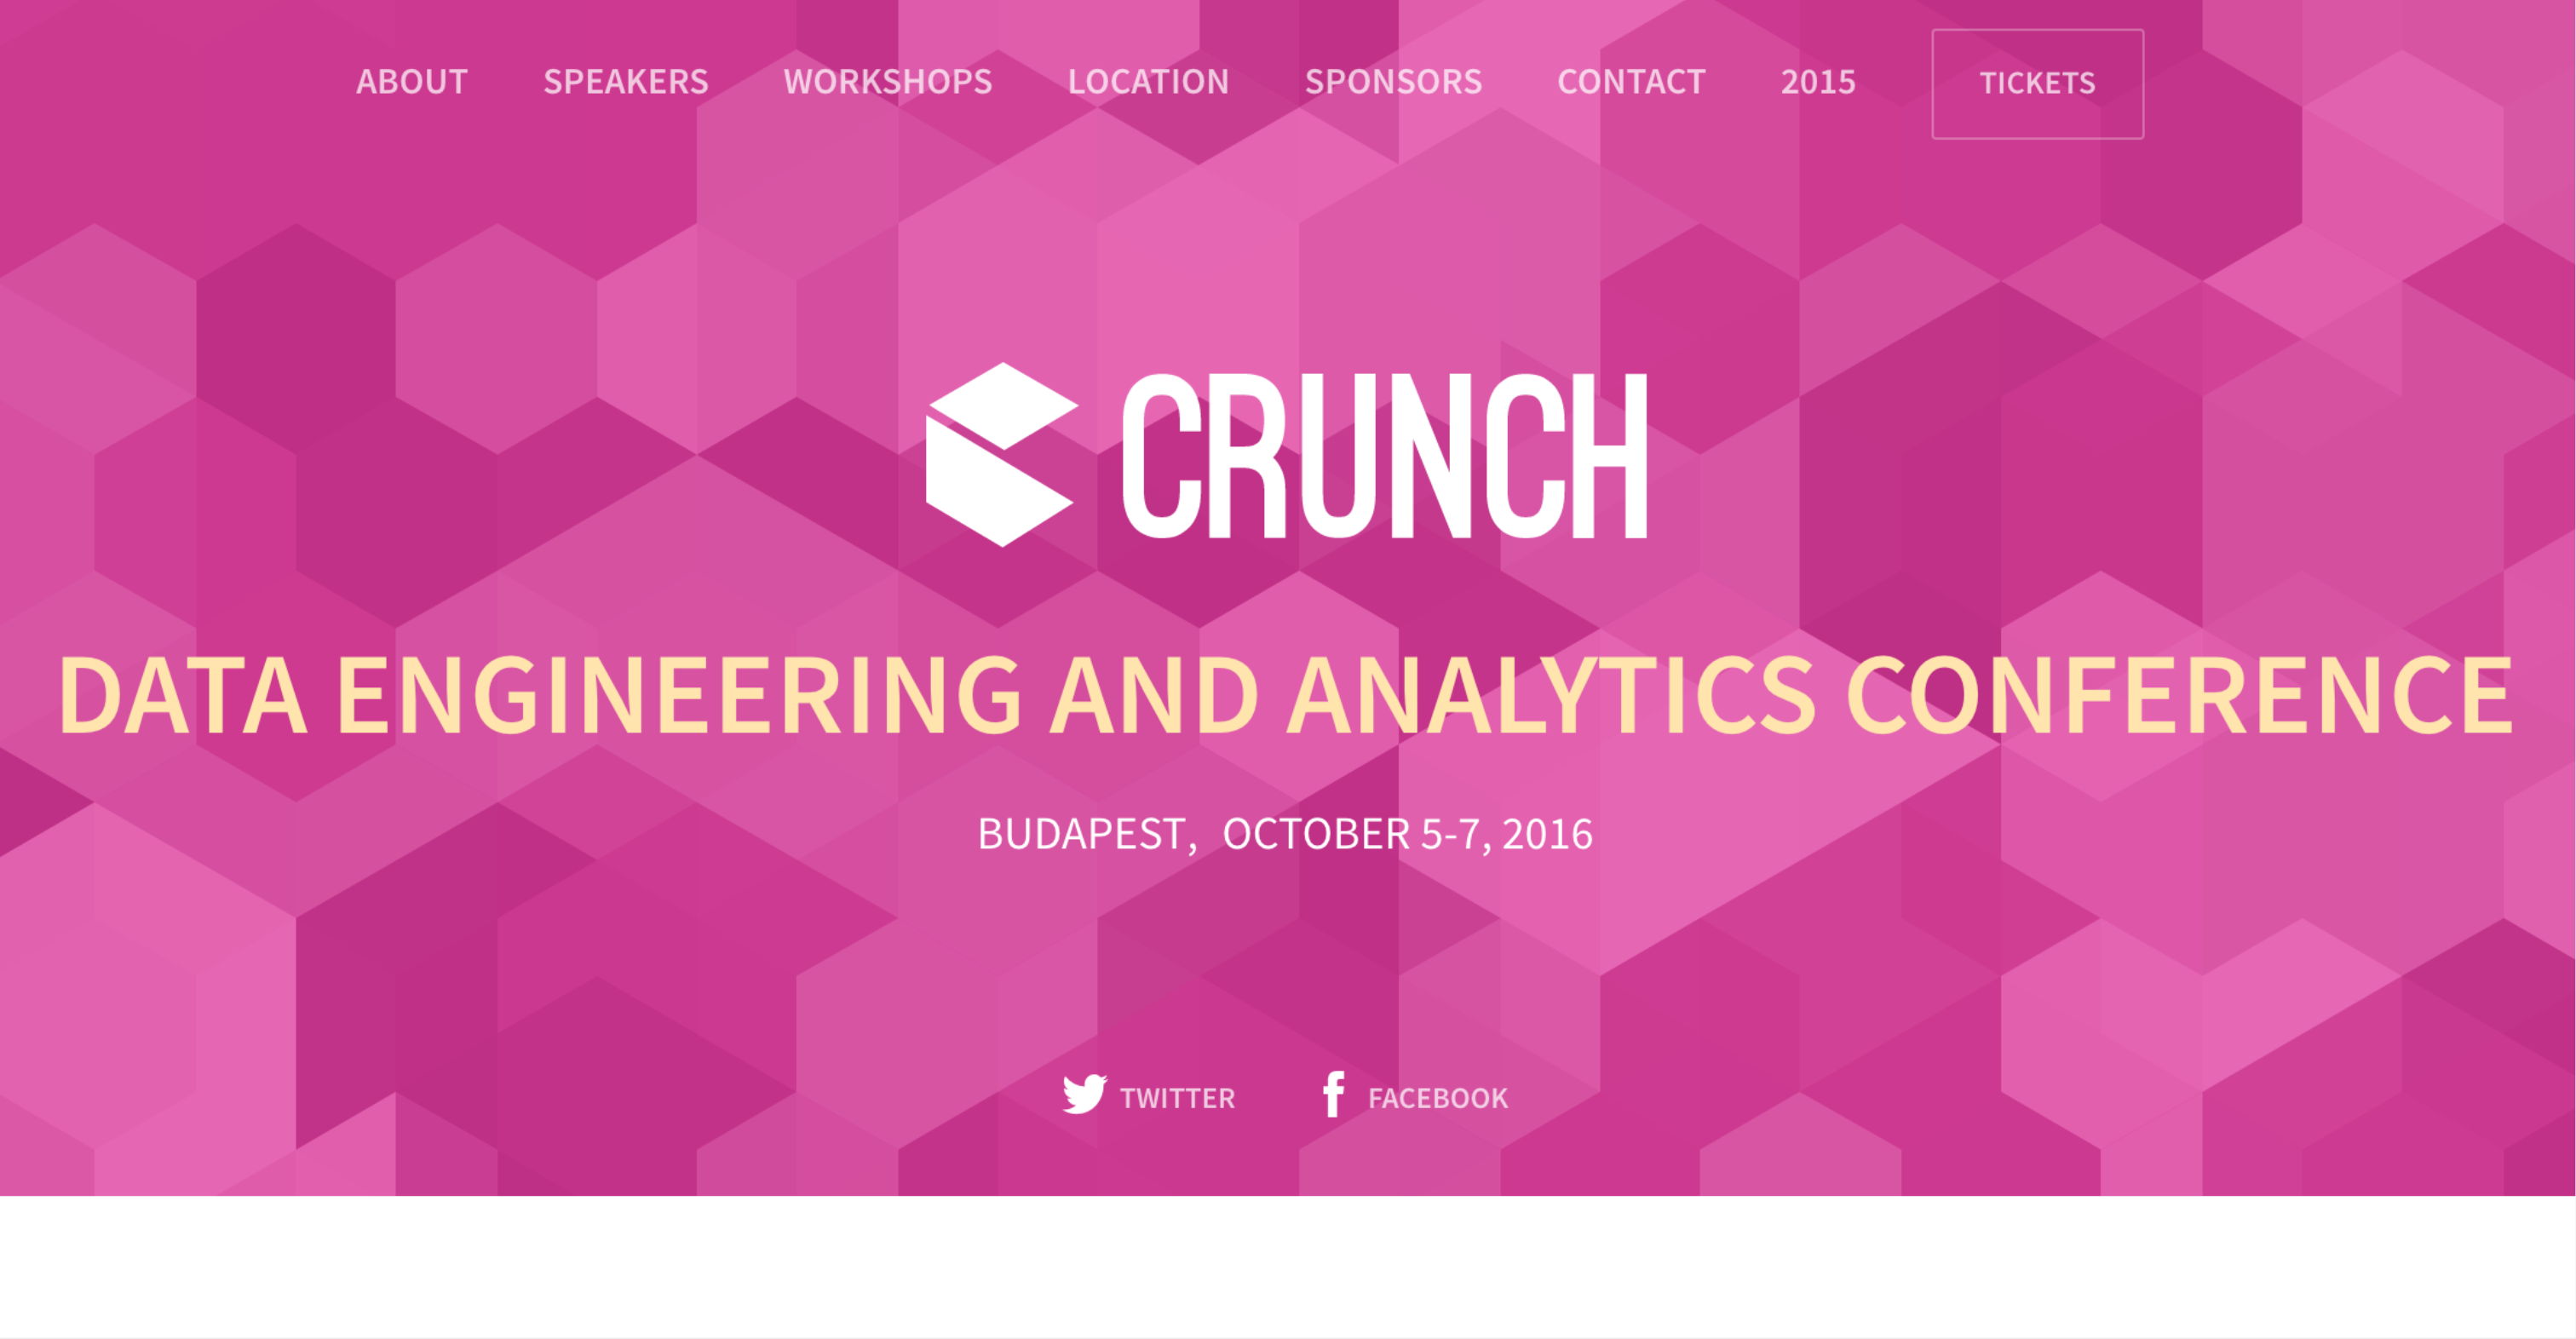 ABOUT SPEAKERS WORKSHOPS LOCATION SPONSORS CONTACT 2015 TICKETS
CRUNCH
DATA ENGINEERING AND ANALYTICS CONFERENCE
BUDAPEST, OCTOBER 5-7, 2016
TWITTER FACEBOOK